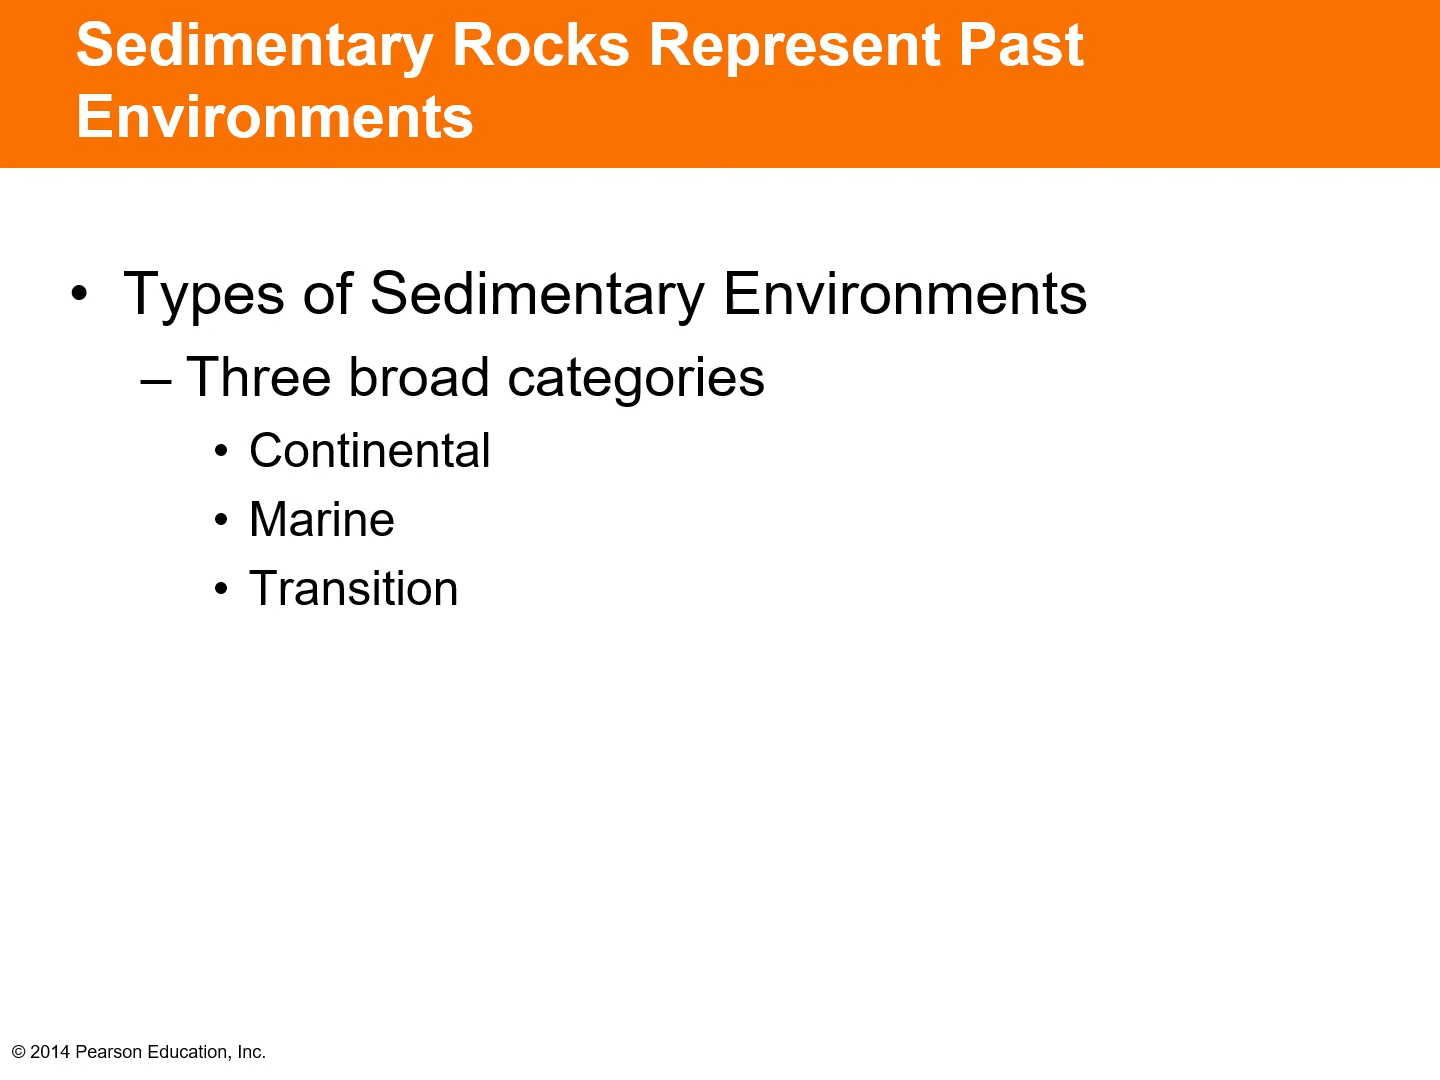 Sedimentary Rocks Represent Past
Environments
• Types of Sedimentary Environments
– Three broad categories
• Continental
• Marine
• Transition
© 2014 Pearson Education, Inc.